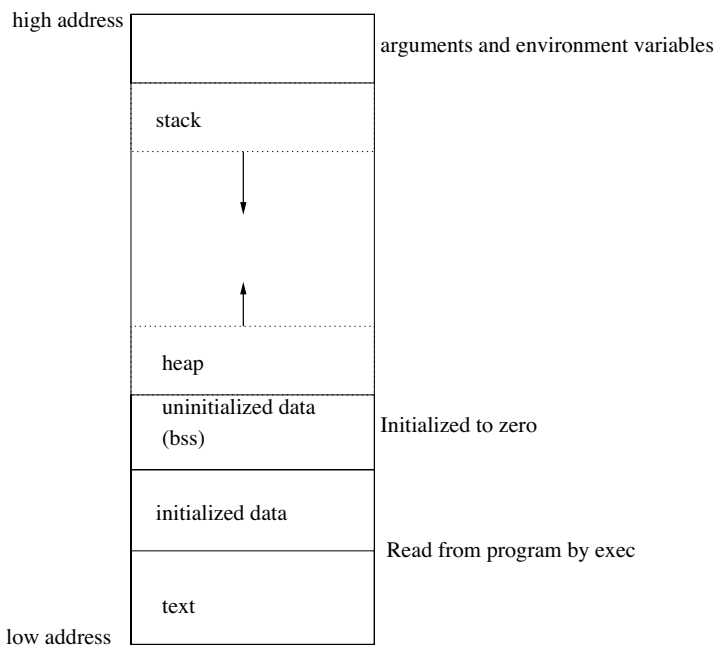 high address
arguments and environment variables
stack
heap
uninitialized data
(bss)
Initialized to zero
initialized data
Read from program by exec
text
low address